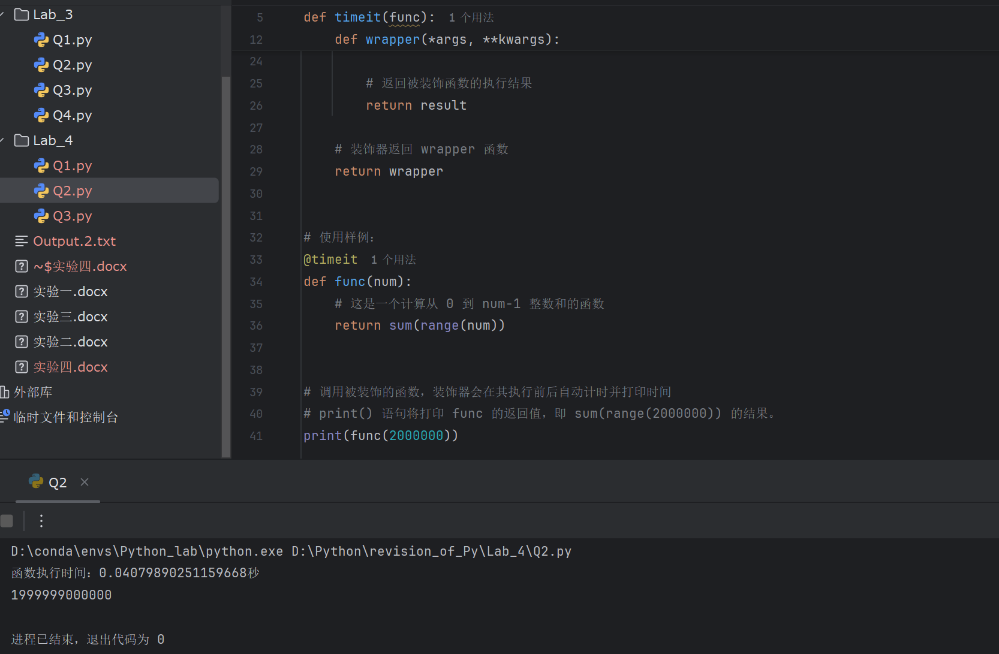 Lab_3
Q1.py
Q2.py
Q3.py
Q4.py
Lab_4
Q1.py
Q2.py
Q3.py
Output.2.txt
~$实验四.docx
实验一.docx
实验三.docx
实验二.docx
实验四.docx
外部库
临时文件和控制台
5 def timeit(func): 1 个用法
12 def wrapper(*args, **kwargs):
24
25 # 返回被装饰函数的执行结果
26 return result
27
28 # 装饰器返回 wrapper 函数
29 return wrapper
30
31
32 # 使用样例：
33 @timeit 1 个用法
34 def func(num):
35 # 这是一个计算从 0 到 num-1 整数和的函数
36 return sum(range(num))
37
38
39 # 调用被装饰的函数，装饰器会在其执行前后自动计时并打印时间
40 # print() 语句将打印 func 的返回值，即 sum(range(2000000)) 的结果。
41 print(func(2000000))
Q2
D:\conda\envs\Python_lab\python.exe D:\Python\revision_of_Py\Lab_4\Q2.py
函数执行时间：0.04079890251159668秒
1999999000000
进程已结束，退出代码为 0